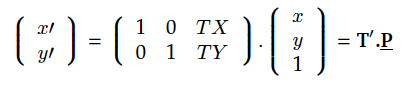 ( x′ y′ ) = ( 1 0 TX 0 1 TY ) . ( x y 1 ) = T′.P